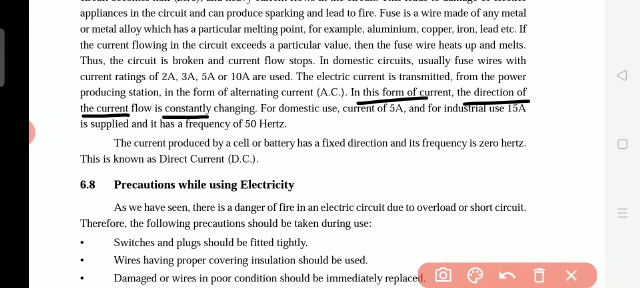 appliances in the circuit and can produce sparking and lead to fire. Fuse is a wire made of any metal
or metal alloy which has a particular melting point, for example, aluminium, copper, iron, lead etc. If
the current flowing in the circuit exceeds a particular value, then the fuse wire heats up and melts.
Thus, the circuit is broken and current flow stops. In domestic circuits, usually fuse wires with
current ratings of 2A, 3A, 5A or 10A are used. The electric current is transmitted, from the power
producing station, in the form of alternating current (A.C.). In this form of current, the direction of
the current flow is constantly changing. For domestic use, current of 5A, and for industrial use 15A
is supplied and it has a frequency of 50 Hertz.
The current produced by a cell or battery has a fixed direction and its frequency is zero hertz.
This is known as Direct Current (D.C.).
6.8 Precautions while using Electricity
As we have seen, there is a danger of fire in an electric circuit due to overload or short circuit.
Therefore, the following precautions should be taken during use:
• Switches and plugs should be fitted tightly.
• Wires having proper covering insulation should be used.
• Damaged or wires in poor condition should be immediately replaced.